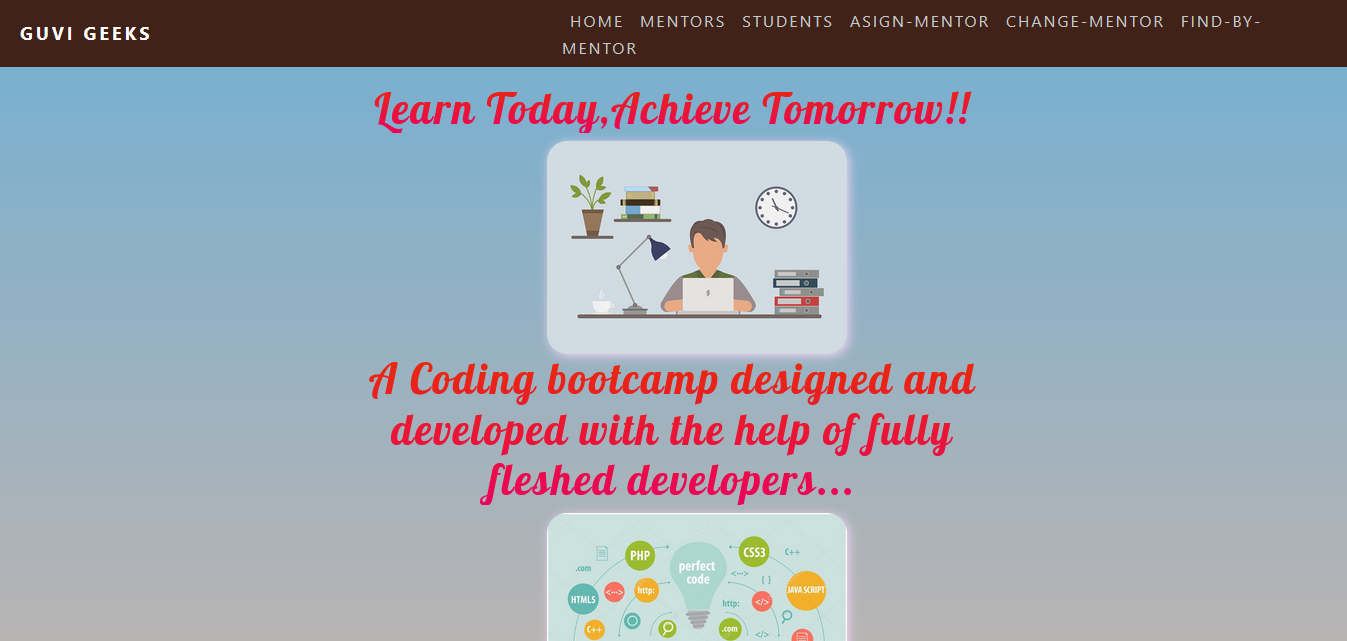 GUVI GEEKS
HOME MENTORS STUDENTS ASIGN-MENTOR CHANGE-MENTOR FIND-BY-
MENTOR
Learn Today,Achieve Tomorrow!!
A Coding bootcamp designed and
developed with the help of fully
fleshed developers...
PHP
perfect
code
CSS3
C++
.com
<···>
{ }
HTML5
<···>
http:
http:
</>
JAVA SCRIPT
C++
.com
</>